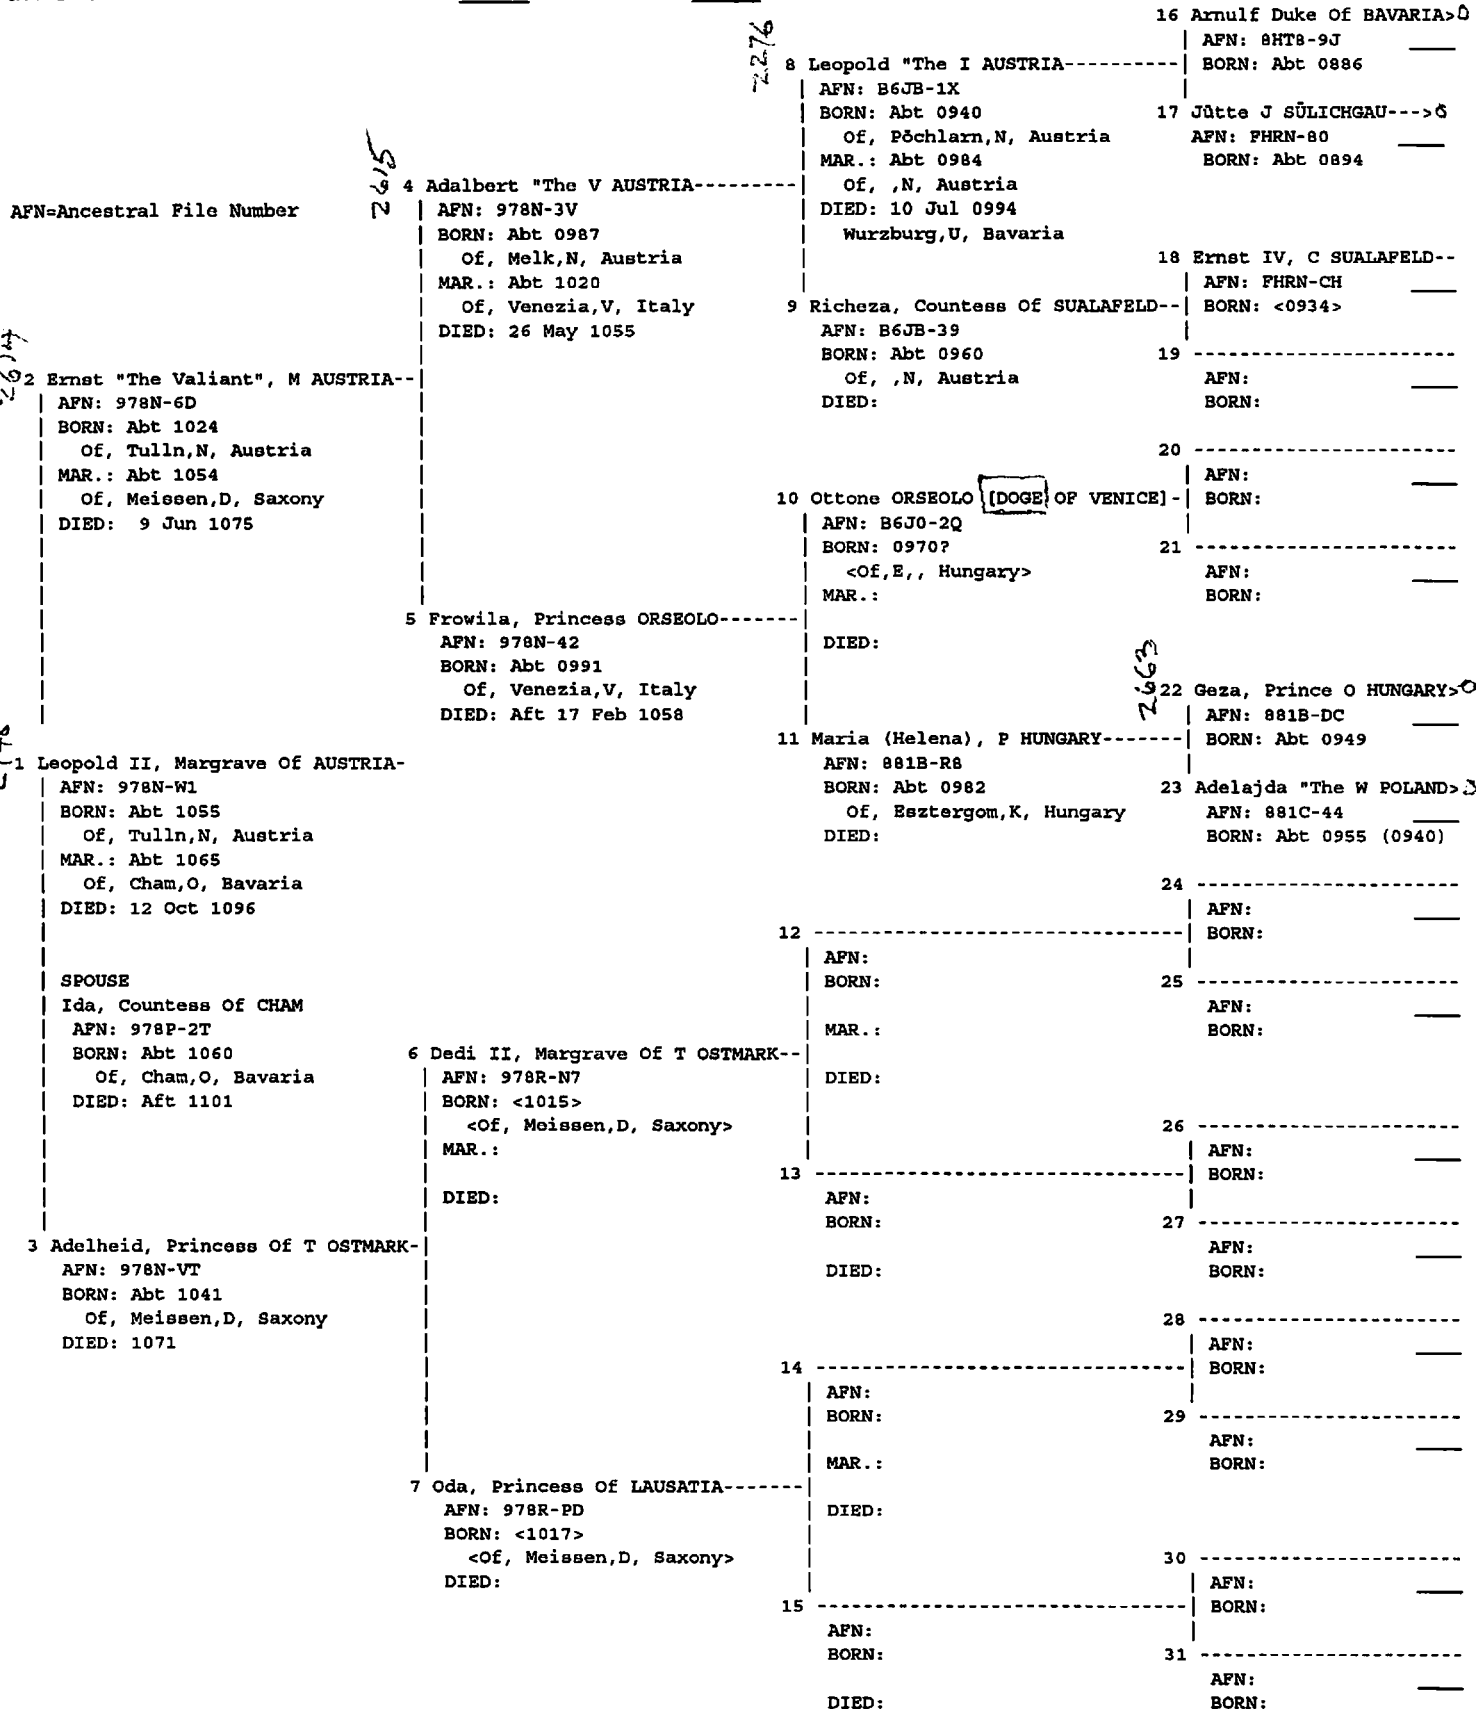 AFN=Ancestral File Number
2614
2 Ernst "The Valiant", M AUSTRIA--
AFN: 978N-6D
BORN: Abt 1024
Of, Tulln,N, Austria
MAR.: Abt 1054
Of, Meissen,D, Saxony
DIED:  9 Jun 1075
1 Leopold II, Margrave Of AUSTRIA-
AFN: 978N-W1
BORN: Abt 1055
Of, Tulln,N, Austria
MAR.: Abt 1065
Of, Cham,O, Bavaria
DIED: 12 Oct 1096
SPOUSE
Ida, Countess Of CHAM
AFN: 978P-2T
BORN: Abt 1060
Of, Cham,O, Bavaria
DIED: Aft 1101
3 Adelheid, Princess Of T OSTMARK-
AFN: 978N-VT
BORN: Abt 1041
Of, Meissen,D, Saxony
DIED: 1071
2615
4 Adalbert "The V AUSTRIA---------
AFN: 978N-3V
BORN: Abt 0987
Of, Melk,N, Austria
MAR.: Abt 1020
Of, Venezia,V, Italy
DIED: 26 May 1055
5 Frowila, Princess ORSEOLO-------
AFN: 978N-42
BORN: Abt 0991
Of, Venezia,V, Italy
DIED: Aft 17 Feb 1058
6 Dedi II, Margrave Of T OSTMARK--
AFN: 978R-N7
BORN: <1015>
<Of, Meissen,D, Saxony>
MAR.:
DIED:
7 Oda, Princess Of LAUSATIA-------
AFN: 978R-PD
BORN: <1017>
<Of, Meissen,D, Saxony>
DIED:
2276
8 Leopold "The I AUSTRIA----------
AFN: B6JB-1X
BORN: Abt 0940
Of, Pöchlarn,N, Austria
MAR.: Abt 0984
Of, ,N, Austria
DIED: 10 Jul 0994
Wurzburg,U, Bavaria
9 Richeza, Countess Of SUALAFELD--
AFN: B6JB-39
BORN: Abt 0960
Of, ,N, Austria
DIED:
10 Ottone ORSEOLO [DOGE OF VENICE]-
AFN: B6J0-2Q
BORN: 0970?
<Of,E,, Hungary>
MAR.:
DIED:
11 Maria (Helena), P HUNGARY-------
AFN: 881B-R8
BORN: Abt 0982
Of, Esztergom,K, Hungary
DIED:
12 --------------------------------
AFN:
BORN:
MAR.:
DIED:
13 --------------------------------
AFN:
BORN:
DIED:
14 --------------------------------
AFN:
BORN:
MAR.:
DIED:
15 --------------------------------
AFN:
BORN:
DIED:
16 Arnulf Duke Of BAVARIA>
AFN: 8HT8-9J
BORN: Abt 0886
17 Jûtte J SÜLICHGAU--->
AFN: FHRN-80
BORN: Abt 0894
18 Ernst IV, C SUALAFELD--
AFN: FHRN-CH
BORN: <0934>
19 -----------------------
AFN:
BORN:
20 -----------------------
AFN:
BORN:
21 -----------------------
AFN:
BORN:
2663
22 Geza, Prince O HUNGARY>
AFN: 881B-DC
BORN: Abt 0949
23 Adelajda "The W POLAND>
AFN: 881C-44
BORN: Abt 0955 (0940)
24 -----------------------
AFN:
BORN:
25 -----------------------
AFN:
BORN:
26 -----------------------
AFN:
BORN:
27 -----------------------
AFN:
BORN:
28 -----------------------
AFN:
BORN:
29 -----------------------
AFN:
BORN:
30 -----------------------
AFN:
BORN:
31 -----------------------
AFN:
BORN: